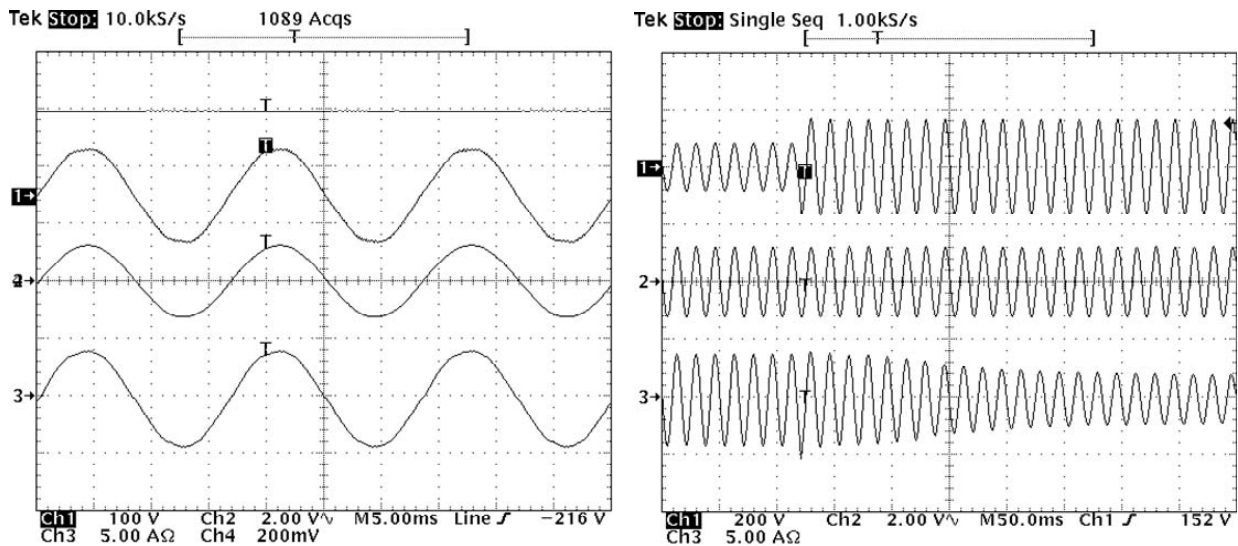 Tek Stop: 10.0kS/s 1089 Acqs
T
T
T
1→
T
2→
T
3→
Ch1 100 V Ch2 2.00 V∿ M5.00ms Line ƒ −216 V
Ch3 5.00 AΩ Ch4 200mV
Tek Stop: Single Seq 1.00kS/s
T
1→
T
2→
T
3→
T
Ch1 200 V Ch2 2.00 V∿ M50.0ms Ch1 ƒ 152 V
Ch3 5.00 AΩ